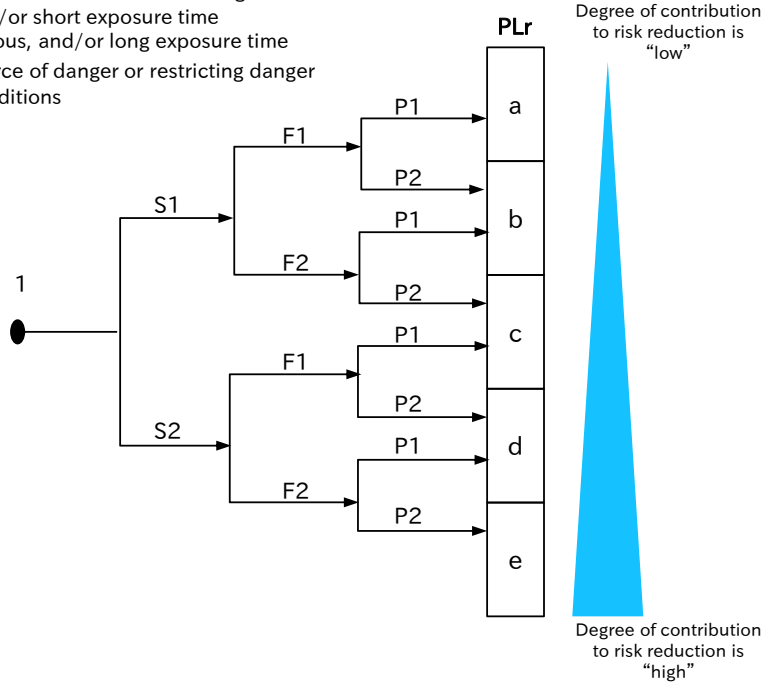 /or short exposure time
ous, and/or long exposure time
rce of danger or restricting danger
ditions
PLr
Degree of contribution
to risk reduction is
“low”
a
P1
F1
P2
S1
P1
b
F2
1
P2
P1
c
F1
P2
S2
P1
d
F2
P2
e
Degree of contribution
to risk reduction is
“high”